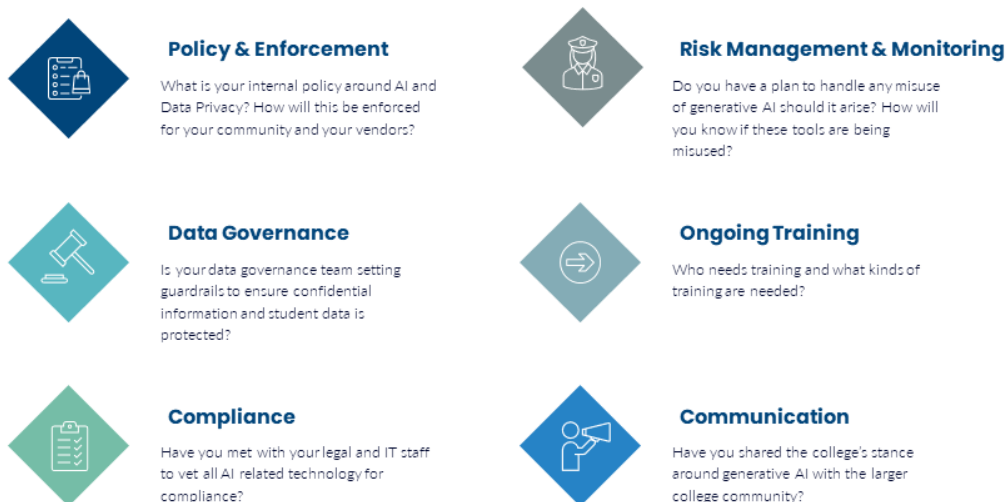 Policy & Enforcement
What is your internal policy around AI and
Data Privacy? How will this be enforced
for your community and your vendors?
Risk Management & Monitoring
Do you have a plan to handle any misuse
of generative AI should it arise? How will
you know if these tools are being
misused?
Data Governance
Is your data governance team setting
guardrails to ensure confidential
information and student data is
protected?
Ongoing Training
Who needs training and what kinds of
training are needed?
Compliance
Have you met with your legal and IT staff
to vet all AI related technology for
compliance?
Communication
Have you shared the college's stance
around generative AI with the larger
college community?